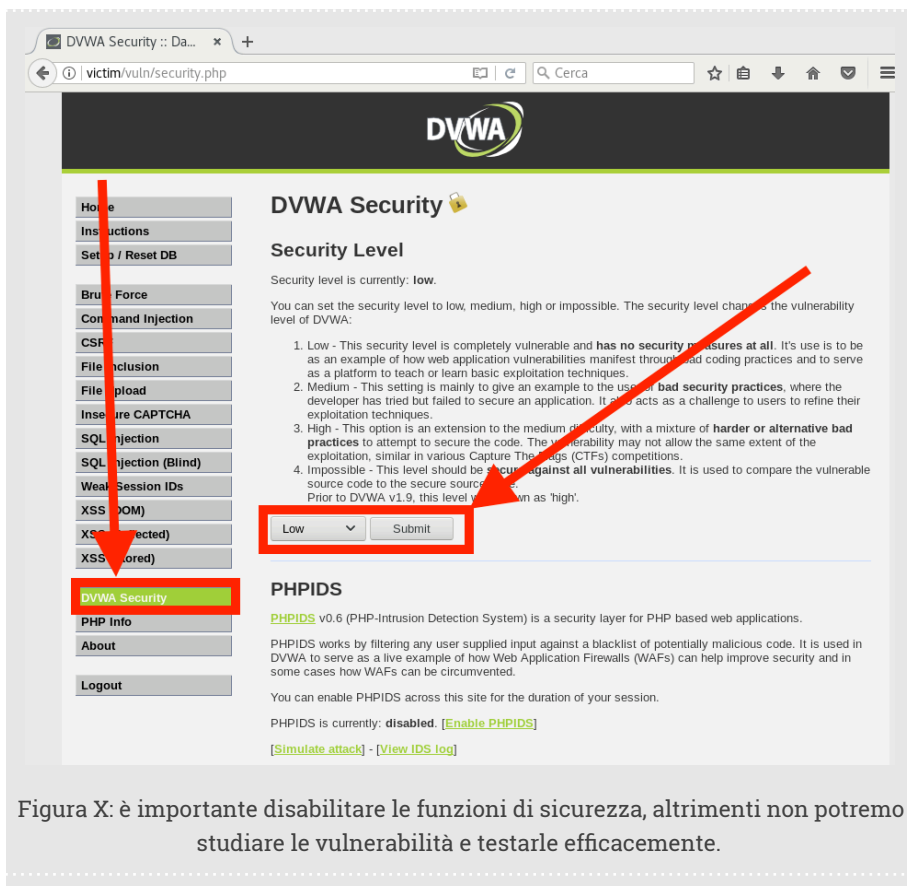 DVWA Security :: Da... × +
victim/vuln/security.php
Cerca
DVWA
Home
Instructions
Setup / Reset DB
Brute Force
Command Injection
CSRF
File Inclusion
File Upload
Insecure CAPTCHA
SQL Injection
SQL Injection (Blind)
Weak Session IDs
XSS (DOM)
XSS (Reflected)
XSS (Stored)
DVWA Security
PHP Info
About
Logout
DVWA Security
Security Level
Security level is currently: low.
You can set the security level to low, medium, high or impossible. The security level changes the vulnerability
level of DVWA:
1. Low - This security level is completely vulnerable and has no security measures at all. It's use is to be
as an example of how web application vulnerabilities manifest through bad coding practices and to serve
as a platform to teach or learn basic exploitation techniques.
2. Medium - This setting is mainly to give an example to the user of bad security practices, where the
developer has tried but failed to secure an application. It also acts as a challenge to users to refine their
exploitation techniques.
3. High - This option is an extension to the medium difficulty, with a mixture of harder or alternative bad
practices to attempt to secure the code. The vulnerability may not allow the same extent of the
exploitation, similar in various Capture The Flags (CTFs) competitions.
4. Impossible - This level should be secure against all vulnerabilities. It is used to compare the vulnerable
source code to the secure source code.
Prior to DVWA v1.9, this level was known as 'high'.
Low Submit
PHPIDS
PHPIDS v0.6 (PHP-Intrusion Detection System) is a security layer for PHP based web applications.
PHPIDS works by filtering any user supplied input against a blacklist of potentially malicious code. It is used in
DVWA to serve as a live example of how Web Application Firewalls (WAFs) can help improve security and in
some cases how WAFs can be circumvented.
You can enable PHPIDS across this site for the duration of your session.
PHPIDS is currently: disabled. [Enable PHPIDS]
[Simulate attack] - [View IDS log]
Figura X: è importante disabilitare le funzioni di sicurezza, altrimenti non potremo
studiare le vulnerabilità e testarle efficacemente.